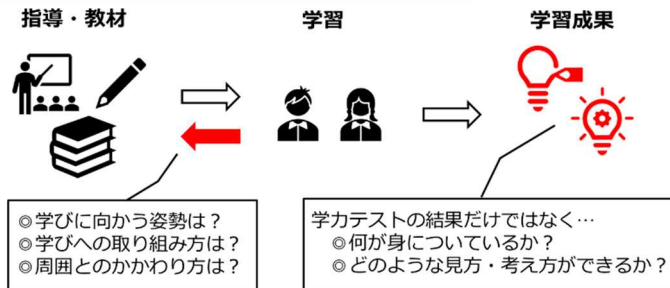 指導・教材
学習
学習成果
◎学びに向かう姿勢は？
◎学びへの取り組み方は？
◎周囲とのかかわり方は？
学力テストの結果だけではなく…
◎何が身についているか？
◎どのような見方・考え方ができるか？